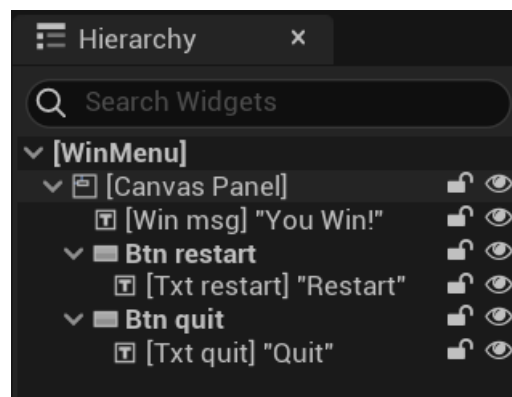 Hierarchy
Search Widgets
[WinMenu]
[Canvas Panel]
[Win msg] "You Win!"
Btn restart
[Txt restart] "Restart"
Btn quit
[Txt quit] "Quit"